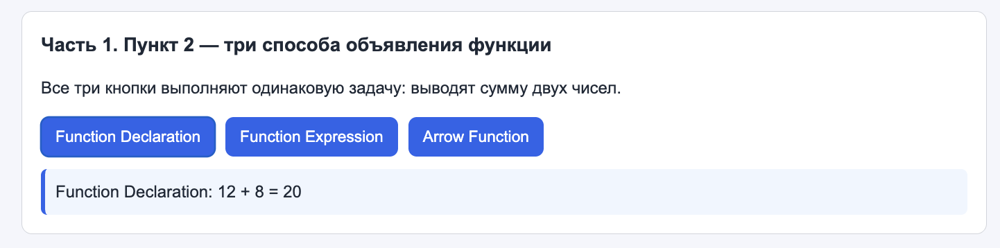 Часть 1. Пункт 2 — три способа объявления функции
Все три кнопки выполняют одинаковую задачу: выводят сумму двух чисел.
Function Declaration Function Expression Arrow Function
Function Declaration: 12 + 8 = 20